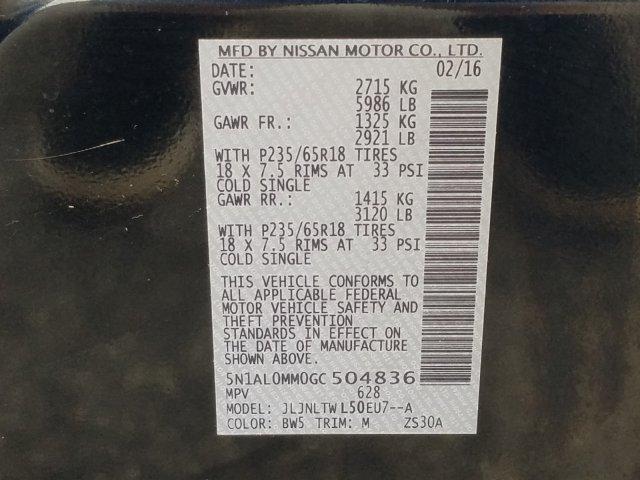 MFD BY NISSAN MOTOR CO., LTD.
DATE: 02/16
GVWR: 2715 KG
5986 LB
GAWR FR.: 1325 KG
2921 LB
WITH P235/65R18 TIRES
18 X 7.5 RIMS AT 33 PSI
COLD SINGLE
GAWR RR.: 1415 KG
3120 LB
WITH P235/65R18 TIRES
18 X 7.5 RIMS AT 33 PSI
COLD SINGLE
THIS VEHICLE CONFORMS TO
ALL APPLICABLE FEDERAL
MOTOR VEHICLE SAFETY AND
THEFT PREVENTION
STANDARDS IN EFFECT ON
THE DATE OF MANUFACTURE
SHOWN ABOVE.
5N1AL0MM0GC504836
MPV 628
MODEL: JLJNLTWL50EU7--A
COLOR: BW5 TRIM: M ZS30A